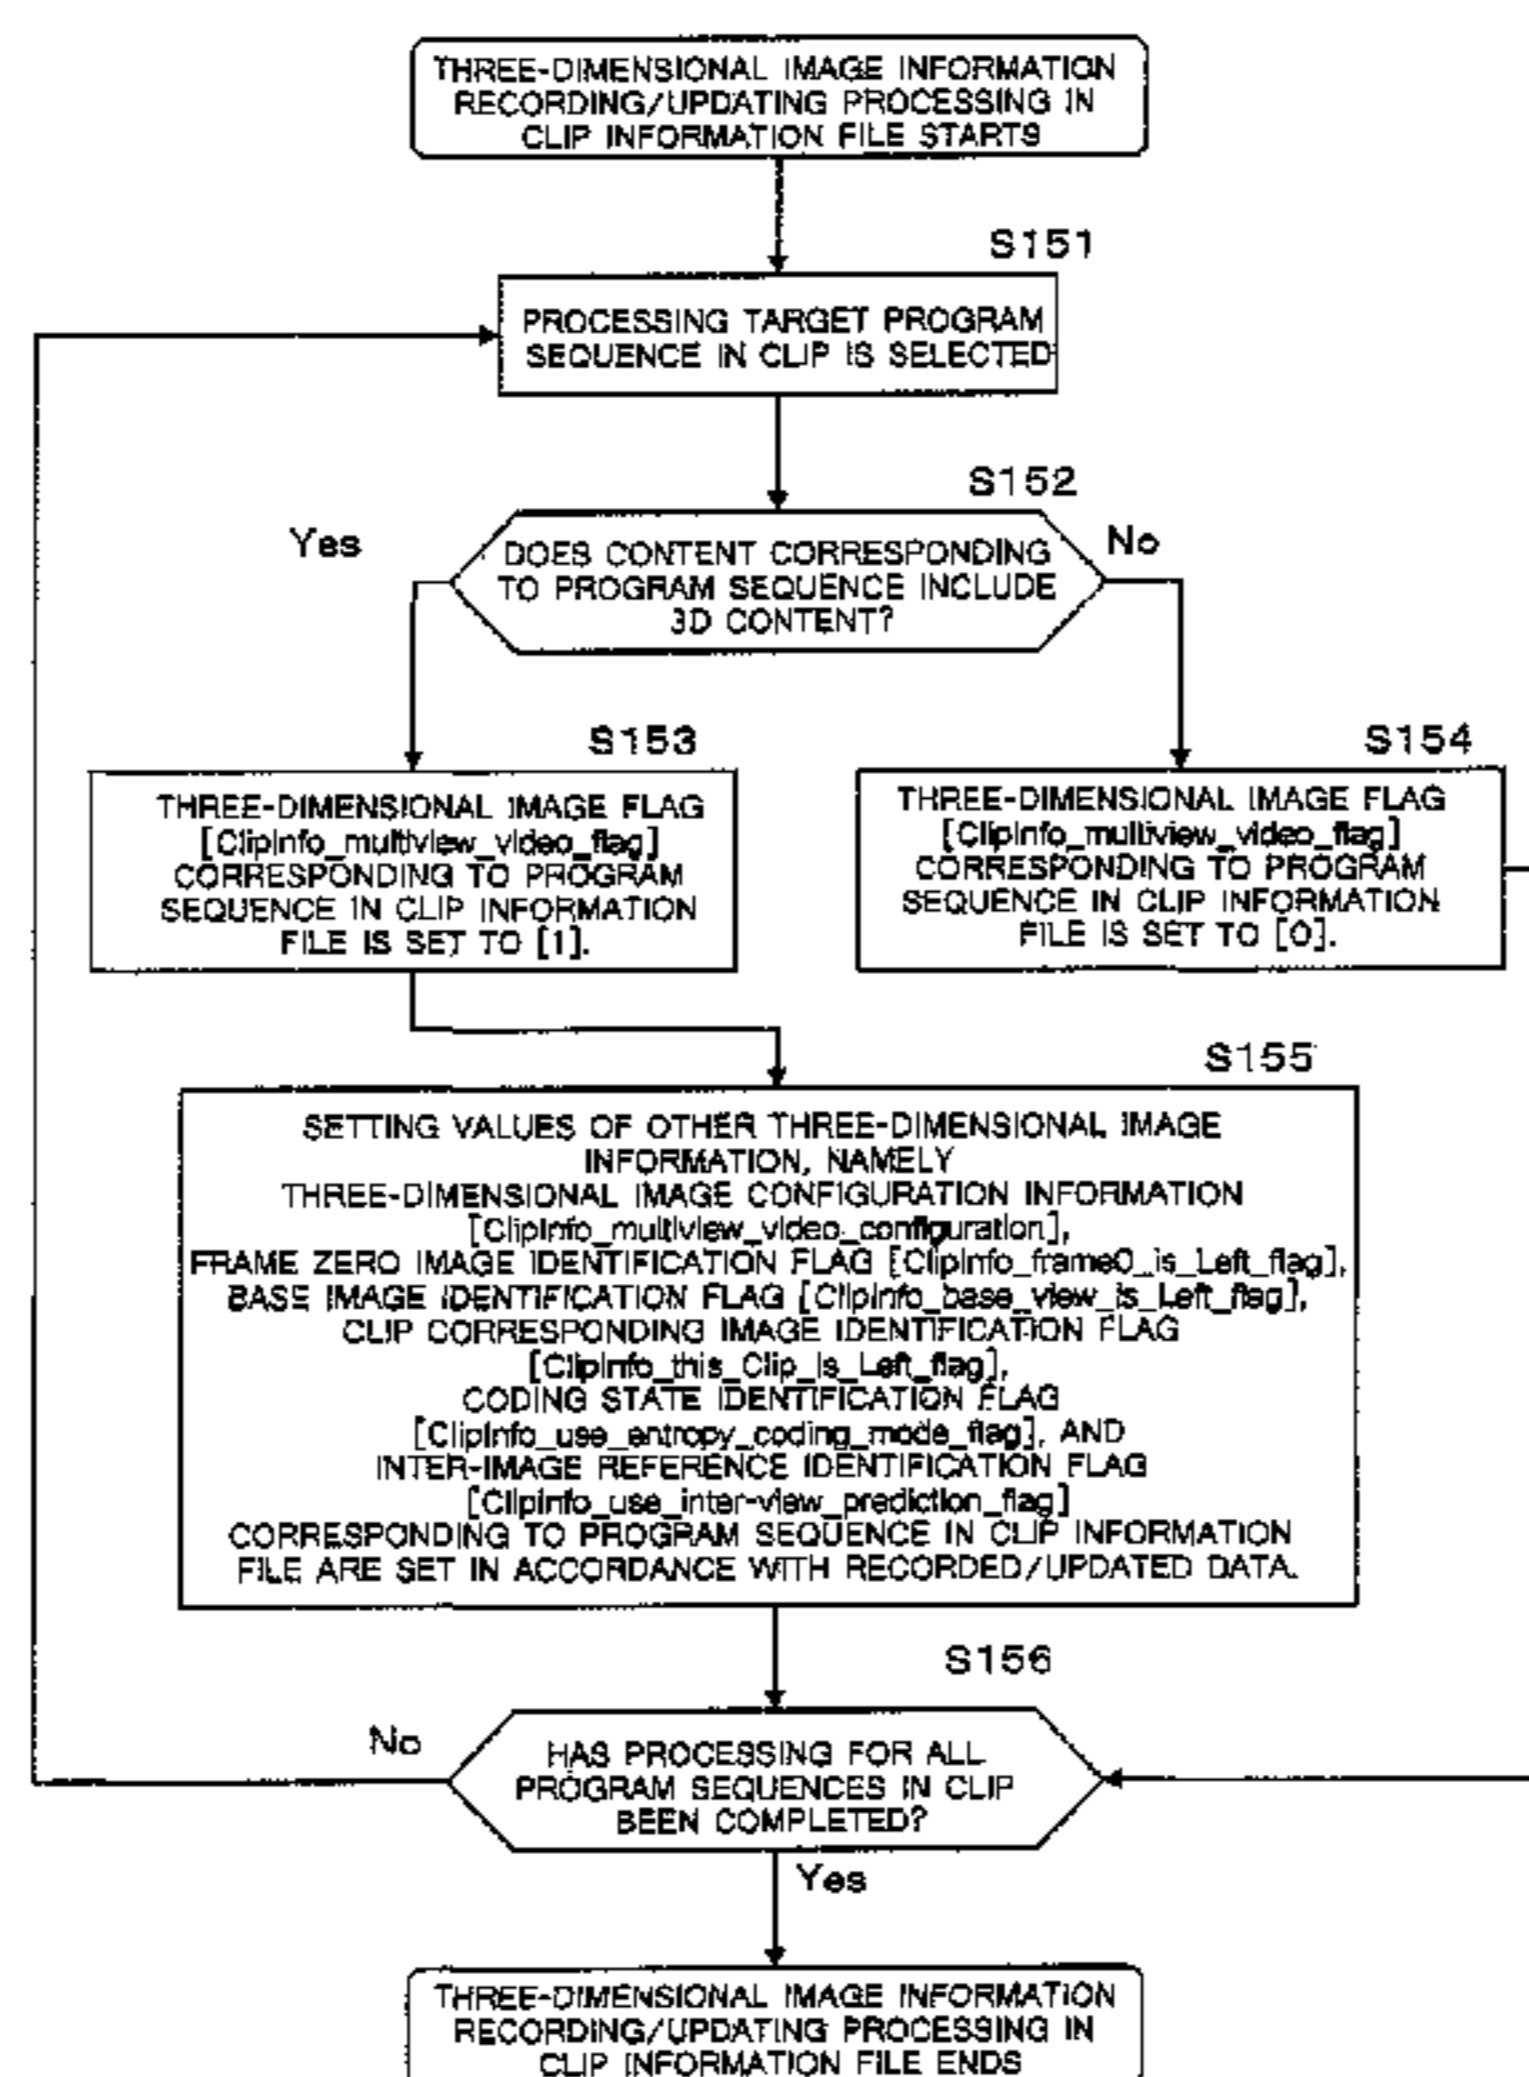 THREE-DIMENSIONAL IMAGE INFORMATION
RECORDING/UPDATING PROCESSING IN
CLIP INFORMATION FILE STARTS
S151
PROCESSING TARGET PROGRAM
SEQUENCE IN CLIP IS SELECTED
S152
Yes
No
DOES CONTENT CORRESPONDING
TO PROGRAM SEQUENCE INCLUDE
3D CONTENT?
S153
THREE-DIMENSIONAL IMAGE FLAG
[ClipInfo_multiview_video_flag]
CORRESPONDING TO PROGRAM
SEQUENCE IN CLIP INFORMATION
FILE IS SET TO [1].
S154
THREE-DIMENSIONAL IMAGE FLAG
[ClipInfo_multiview_video_flag]
CORRESPONDING TO PROGRAM
SEQUENCE IN CLIP INFORMATION
FILE IS SET TO [0].
S155
SETTING VALUES OF OTHER THREE-DIMENSIONAL IMAGE
INFORMATION, NAMELY
THREE-DIMENSIONAL IMAGE CONFIGURATION INFORMATION
[ClipInfo_multiview_video_configuration],
FRAME ZERO IMAGE IDENTIFICATION FLAG [ClipInfo_frame0_is_Left_flag],
BASE IMAGE IDENTIFICATION FLAG [ClipInfo_base_view_is_Left_flag],
CLIP CORRESPONDING IMAGE IDENTIFICATION FLAG
[ClipInfo_this_Clip_is_Left_flag],
CODING STATE IDENTIFICATION FLAG
[ClipInfo_use_entropy_coding_mode_flag], AND
INTER-IMAGE REFERENCE IDENTIFICATION FLAG
[ClipInfo_use_inter-view_prediction_flag]
CORRESPONDING TO PROGRAM SEQUENCE IN CLIP INFORMATION
FILE ARE SET IN ACCORDANCE WITH RECORDED/UPDATED DATA.
S156
No
HAS PROCESSING FOR ALL
PROGRAM SEQUENCES IN CLIP
BEEN COMPLETED?
Yes
THREE-DIMENSIONAL IMAGE INFORMATION
RECORDING/UPDATING PROCESSING IN
CLIP INFORMATION FILE ENDS